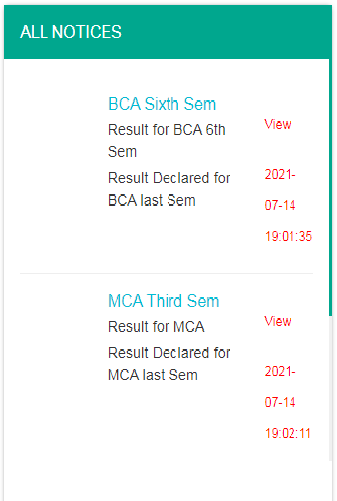 ALL NOTICES
BCA Sixth Sem
Result for BCA 6th
Sem
Result Declared for
BCA last Sem
View
2021-
07-14
19:01:35
MCA Third Sem
Result for MCA
Result Declared for
MCA last Sem
View
2021-
07-14
19:02:11